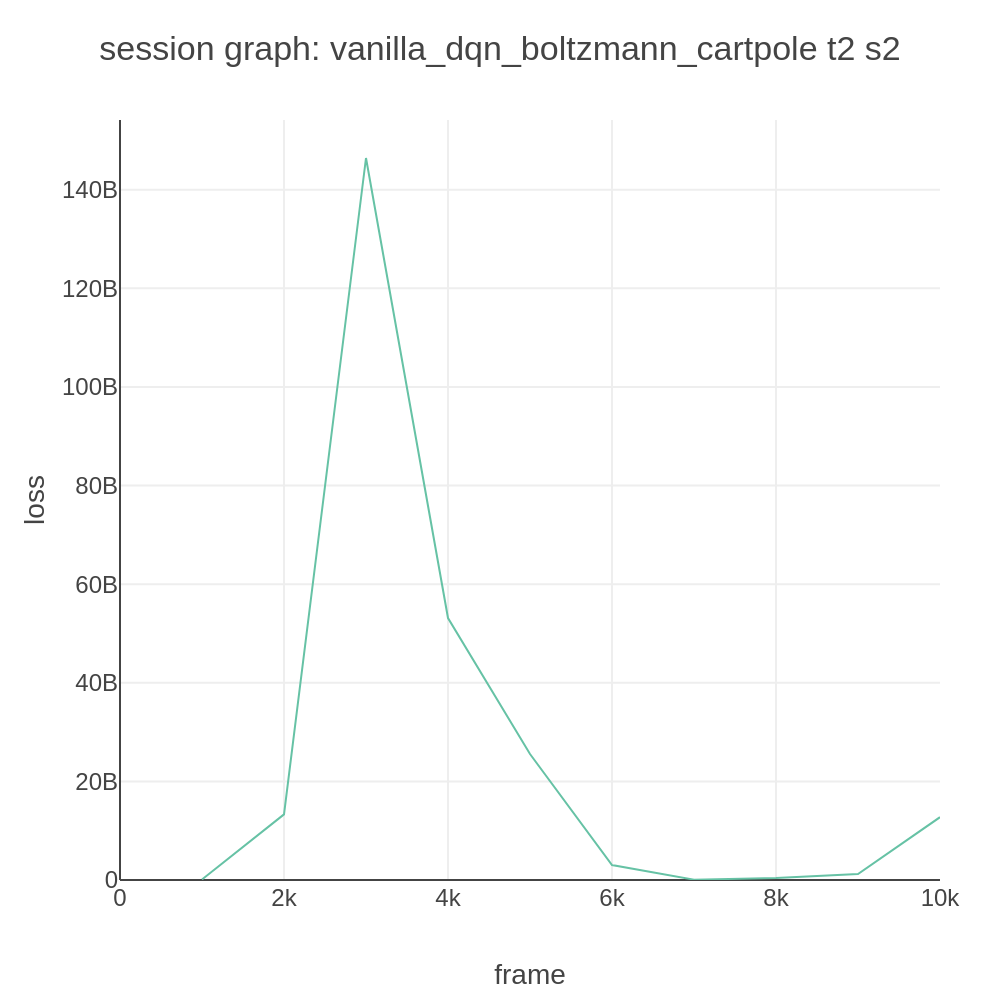 session graph: vanilla_dqn_boltzmann_cartpole t2 s2
140B
120B
100B
80B
60B
40B
20B
0
loss
0 2k 4k 6k 8k 10k
frame